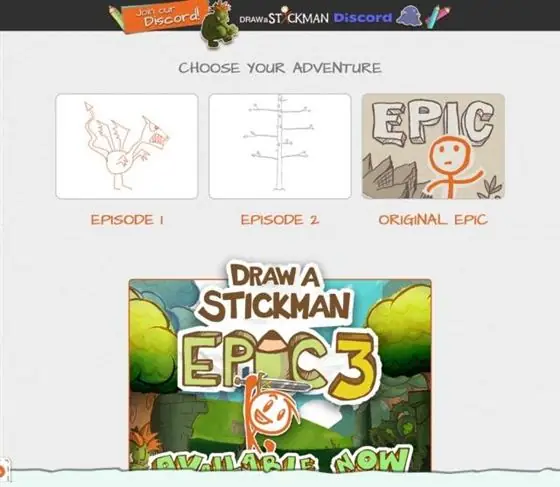 Join our
Discord!
DRAW A STICKMAN Discord
CHOOSE YOUR ADVENTURE
EPIC
EPISODE 1
EPISODE 2
ORIGINAL EPIC
DRAW A
STICKMAN
EPIC 3
AVAILABLE NOW